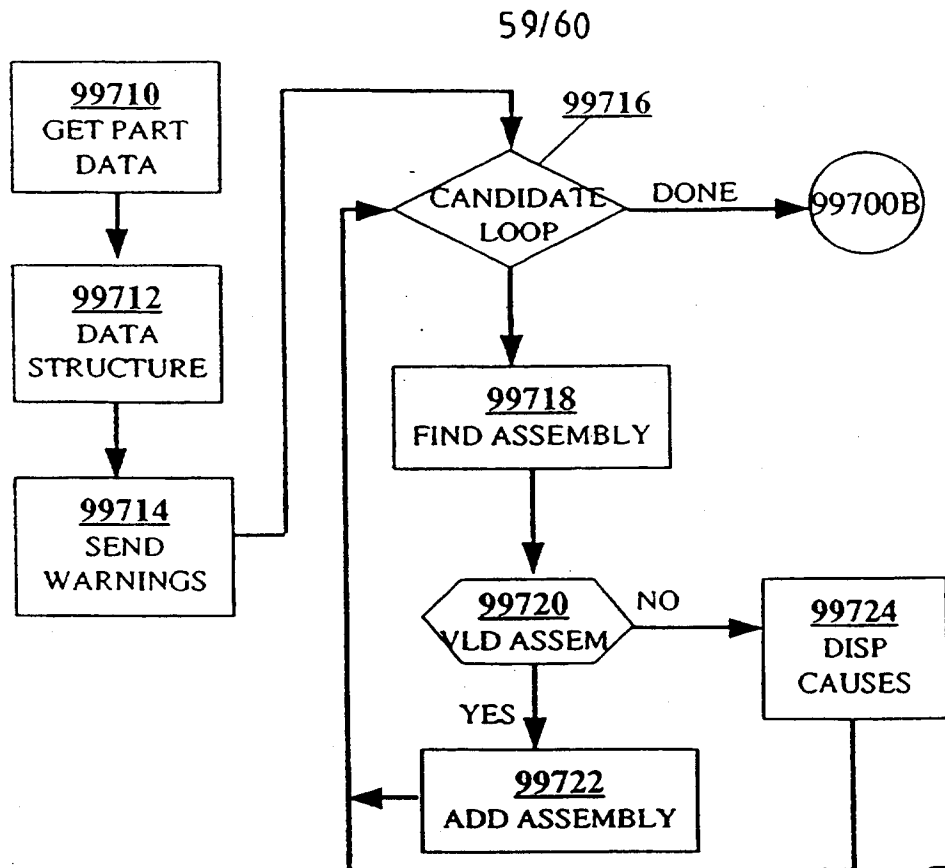 59/60
99710
GET PART
DATA
99712
DATA
STRUCTURE
99714
SEND
WARNINGS
99716
CANDIDATE
LOOP
DONE
99700B
99718
FIND ASSEMBLY
99720
VLD ASSEM
NO
YES
99724
DISP
CAUSES
99722
ADD ASSEMBLY